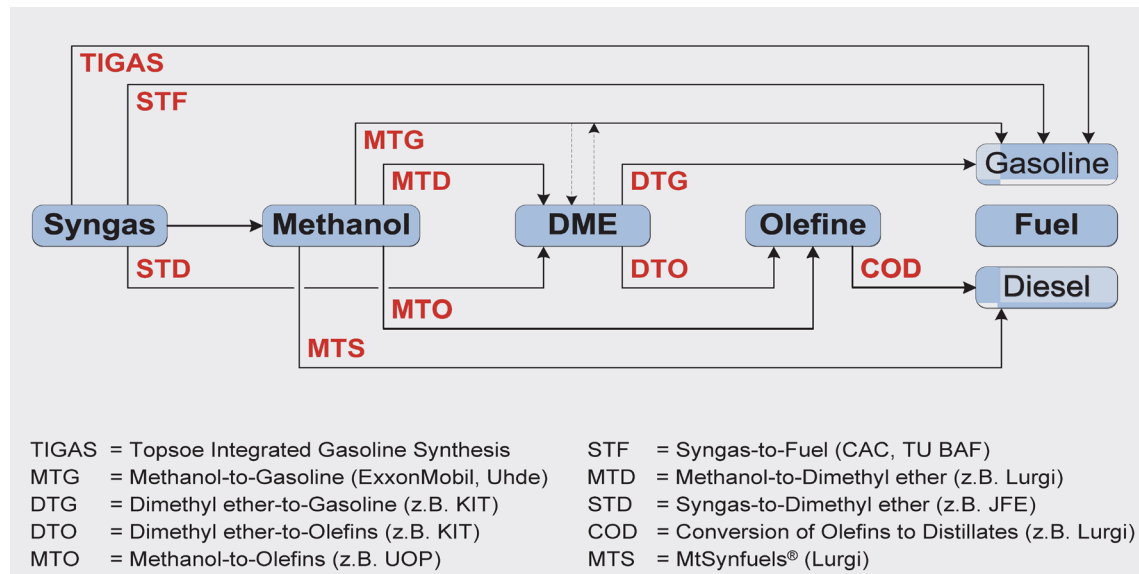 TIGAS
STF
MTG
MTD
DTG
Gasoline
Syngas
Methanol
DME
Olefine
Fuel
STD
DTO
COD
Diesel
MTO
MTS
TIGAS = Topsoe Integrated Gasoline Synthesis
MTG = Methanol-to-Gasoline (ExxonMobil, Uhde)
DTG = Dimethyl ether-to-Gasoline (z.B. KIT)
DTO = Dimethyl ether-to-Olefins (z.B. KIT)
MTO = Methanol-to-Olefins (z.B. UOP)
STF = Syngas-to-Fuel (CAC, TU BAF)
MTD = Methanol-to-Dimethyl ether (z.B. Lurgi)
STD = Syngas-to-Dimethyl ether (z.B. JFE)
COD = Conversion of Olefins to Distillates (z.B. Lurgi)
MTS = MtSynfuels® (Lurgi)